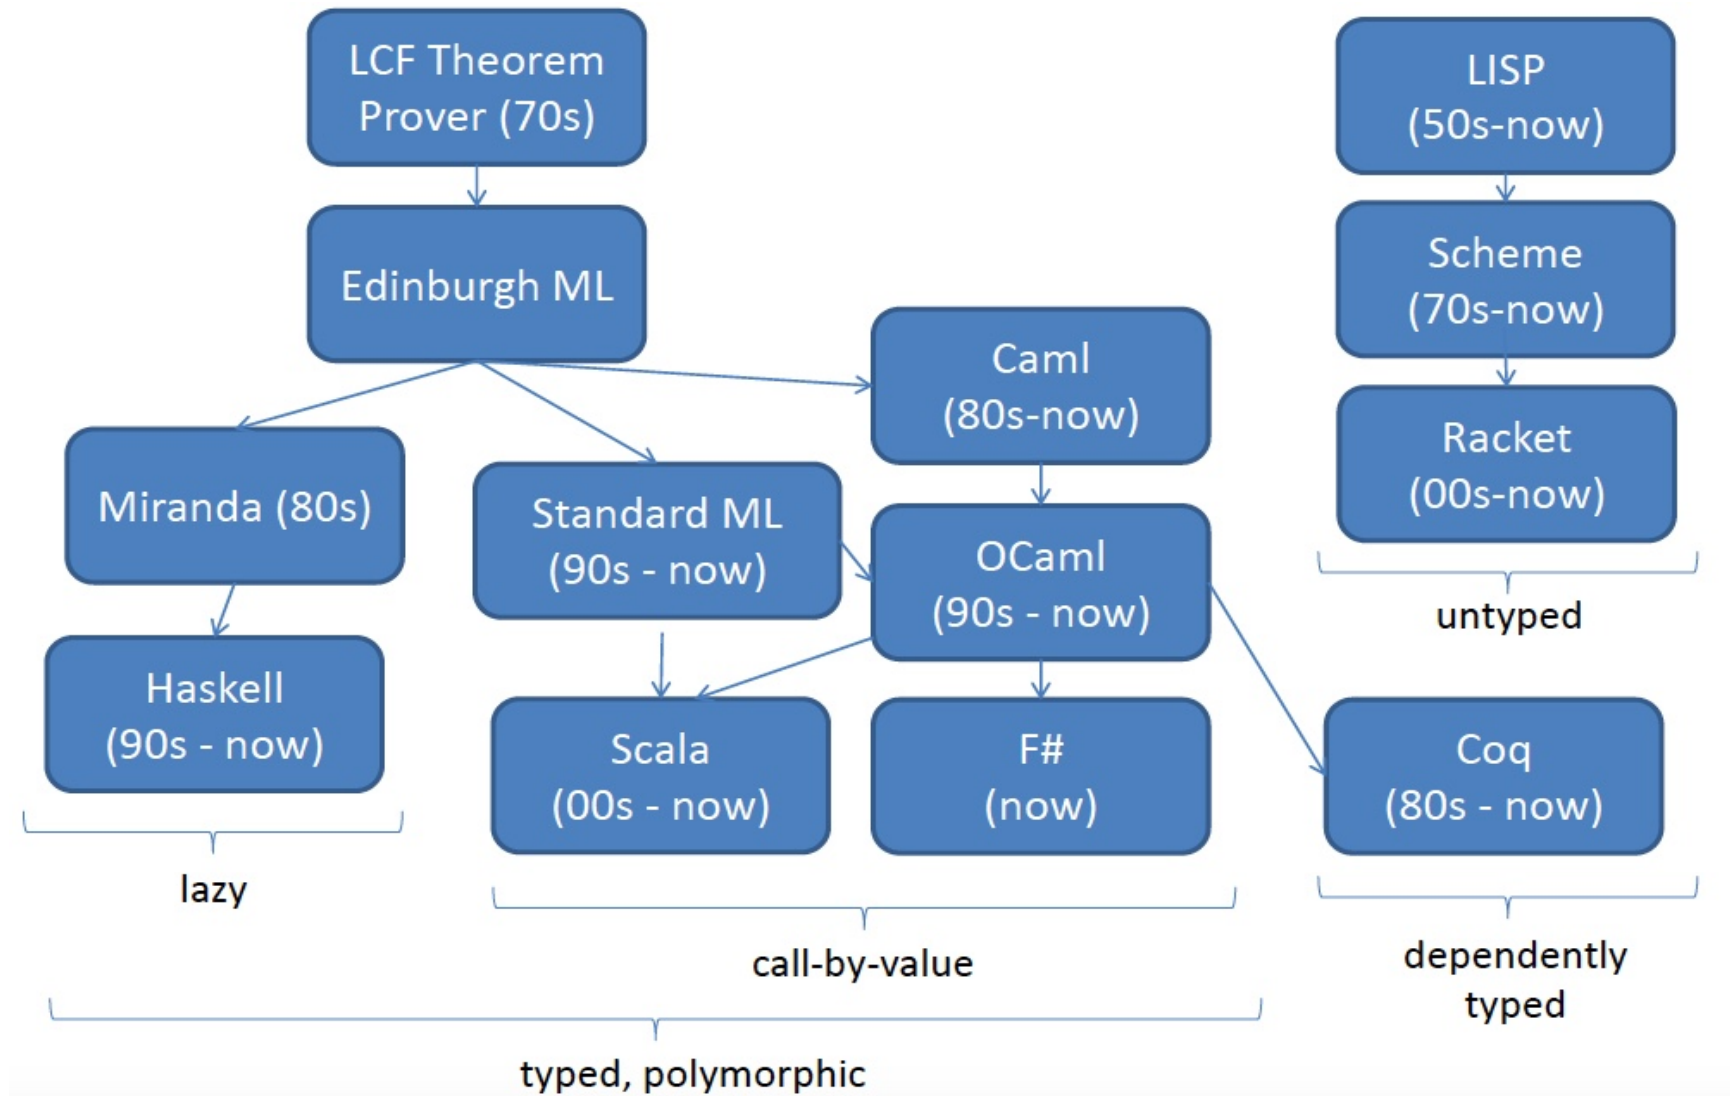 LCF Theorem
Prover (70s)
LISP
(50s-now)
Edinburgh ML
Scheme
(70s-now)
Caml
(80s-now)
Racket
(00s-now)
Miranda (80s)
Standard ML
(90s - now)
OCaml
(90s - now)
untyped
Haskell
(90s - now)
Scala
(00s - now)
F#
(now)
Coq
(80s - now)
lazy
call-by-value
dependently
typed
typed, polymorphic